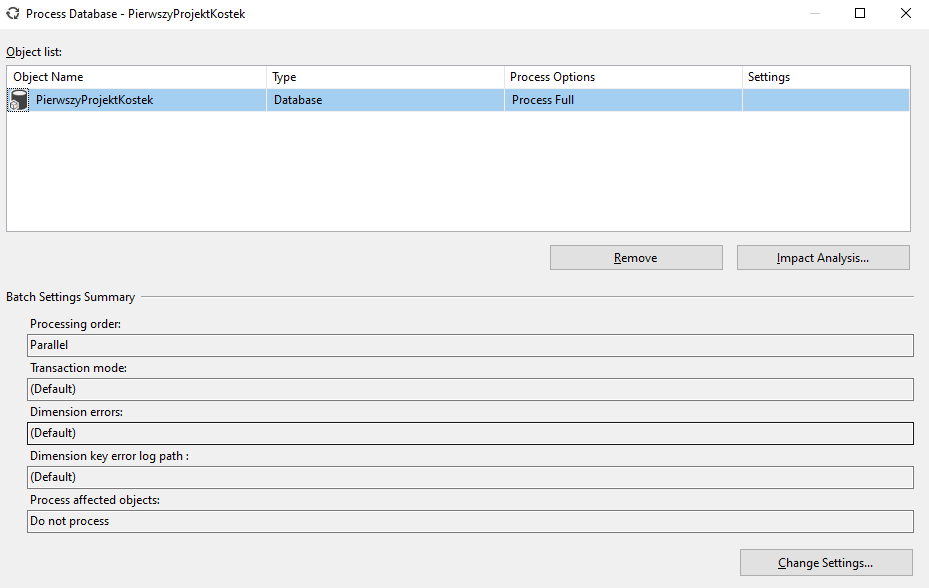 Process Database - PierwszyProjektKostek
Object list:
Object Name Type Process Options Settings
PierwszyProjektKostek Database Process Full
Remove Impact Analysis...
Batch Settings Summary
Processing order:
Parallel
Transaction mode:
(Default)
Dimension errors:
(Default)
Dimension key error log path :
(Default)
Process affected objects:
Do not process
Change Settings...